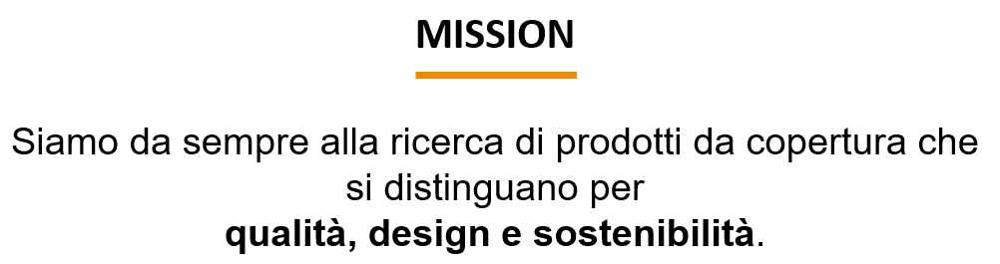 MISSION
Siamo da sempre alla ricerca di prodotti da copertura che
si distinguano per
qualità, design e sostenibilità.